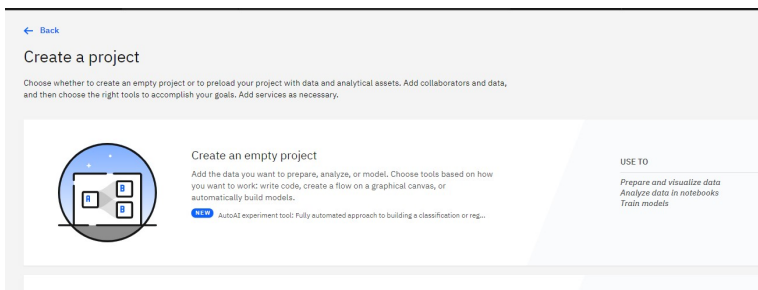 ← Back
Create a project
Choose whether to create an empty project or to preload your project with data and analytical assets. Add collaborators and data,
and then choose the right tools to accomplish your goals. Add services as necessary.
Create an empty project
Add the data you want to prepare, analyze, or model. Choose tools based on how
you want to work: write code, create a flow on a graphical canvas, or
automatically build models.
NEW AutoAI experiment tool: Fully automated approach to building a classification or reg...
A
B
B
USE TO
Prepare and visualize data
Analyze data in notebooks
Train models